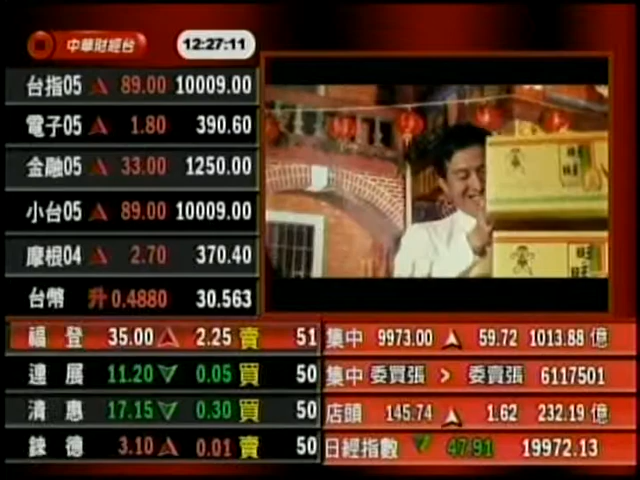 中華財經台 12:27:11
台指05 89.00 10009.00
電子05 1.80 390.60
金融05 33.00 1250.00
小台05 89.00 10009.00
摩根04 2.70 370.40
台幣 升0.4880 30.563
福登 35.00 2.25 賣 51
連展 11.20 0.05 買 50
清惠 17.15 0.30 買 50
德 3.10 0.01 賣 50
集中 9973.00 59.72 1013.88 億
集中 委買張 > 委賣張 6117501
店頭 145.74 1.62 232.19 億
日經指數 47.91 19972.13
旺旺
旺旺